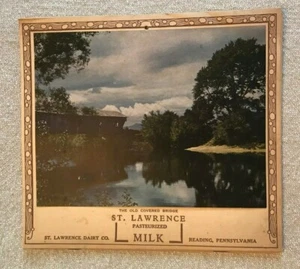 THE OLD COVERED BRIDGE
ST. LAWRENCE
PASTEURIZED
ST. LAWRENCE DAIRY CO. MILK READING, PENNSYLVANIA